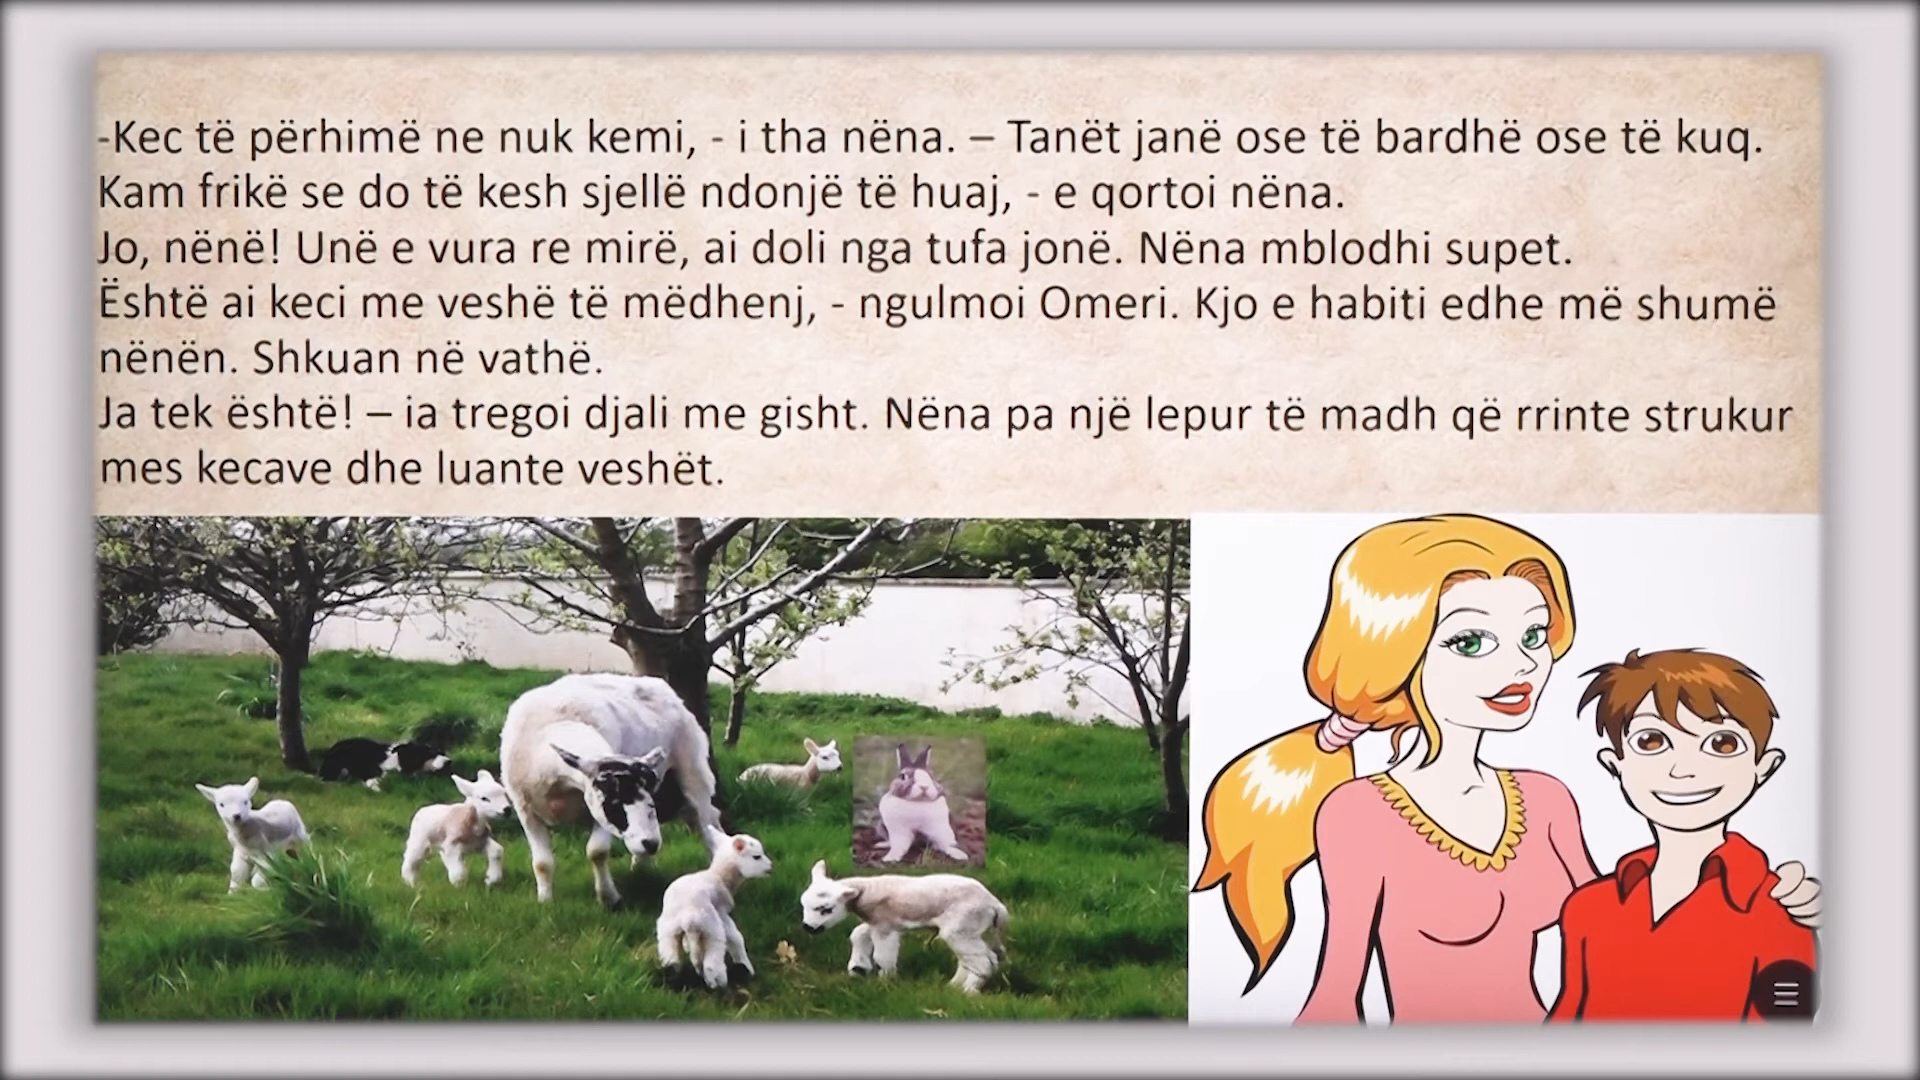 -Kec të përhimë ne nuk kemi, - i tha nëna. – Tanët janë ose të bardhë ose të kuq.
Kam frikë se do të kesh sjellë ndonjë të huaj, - e qortoi nëna.
Jo, nënë! Unë e vura re mirë, ai doli nga tufa jonë. Nëna mblodhi supet.
Është ai keci me veshë të mëdhenj, - ngulmoi Omeri. Kjo e habiti edhe më shumë
nënën. Shkuan në vathë.
Ja tek është! – ia tregoi djali me gisht. Nëna pa një lepur të madh që rrinte strukur
mes kecave dhe luante veshët.